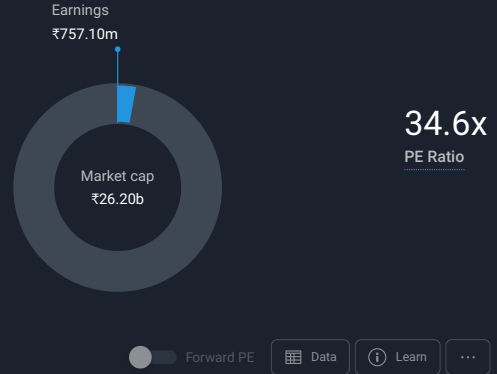 Earnings
₹757.10m
34.6x
PE Ratio
Market cap
₹26.20b
Forward PE
Data
Learn
...